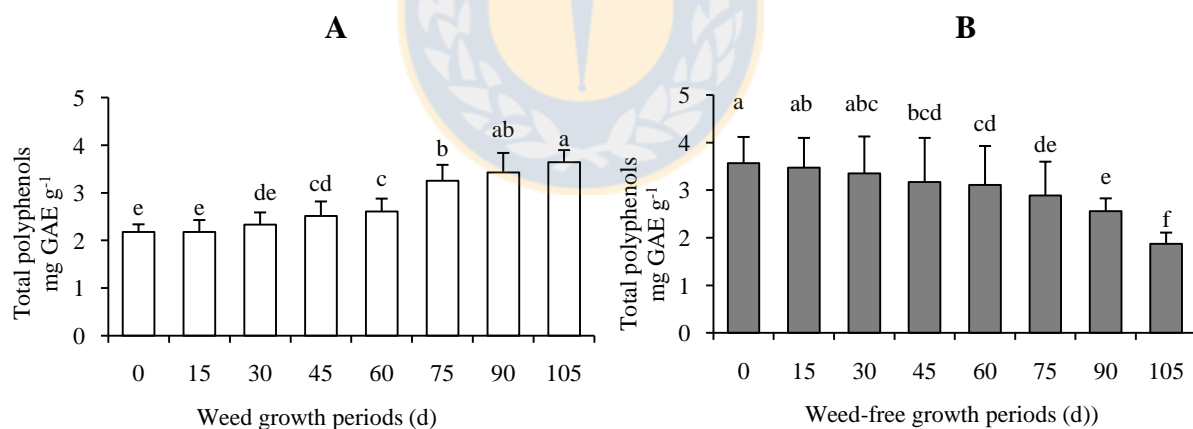 A
B
5
4
3
2
1
0
Total polyphenols
mg GAE g-1
e e de cd c b ab a
0 15 30 45 60 75 90 105
Weed growth periods (d)
5
4
3
2
1
0
Total polyphenols
mg GAE g-1
a ab abc bcd cd de e f
0 15 30 45 60 75 90 105
Weed-free growth periods (d))